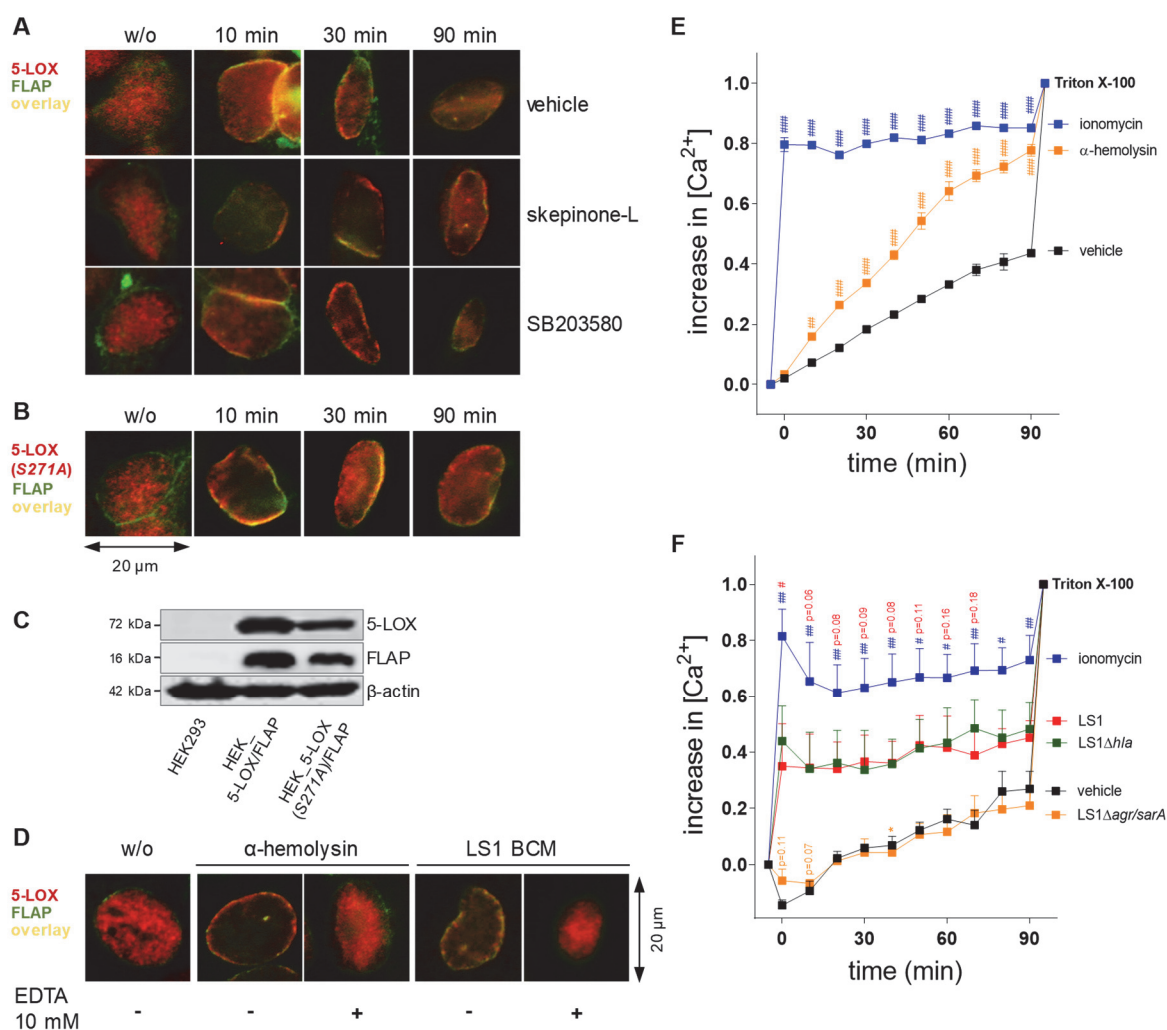 A
w/o 10 min 30 min 90 min
5-LOX
FLAP
overlay
vehicle
skepinone-L
SB203580
B
w/o 10 min 30 min 90 min
5-LOX
(S271A)
FLAP
overlay
20 µm
C
72 kDa
5-LOX
16 kDa
FLAP
42 kDa
β-actin
HEK293
HEK_
5-LOX/FLAP
HEK_5-LOX
(S271A)/FLAP
D
w/o α-hemolysin LS1 BCM
5-LOX
FLAP
overlay
20 µm
EDTA
10 mM - - + - +
E
increase in [Ca2+]
1.0
0.8
0.6
0.4
0.2
0.0
Triton X-100
ionomycin
α-hemolysin
vehicle
0 30 60 90
time (min)
F
increase in [Ca2+]
1.0
0.8
0.6
0.4
0.2
0.0
## #
## p=0.06
## p=0.08
## p=0.09
## p=0.08
# p=0.11
# p=0.16
## p=0.18
#
##
Triton X-100
ionomycin
LS1
LS1Δhla
vehicle
LS1Δagr/sarA
p=0.11
p=0.07
*
0 30 60 90
time (min)